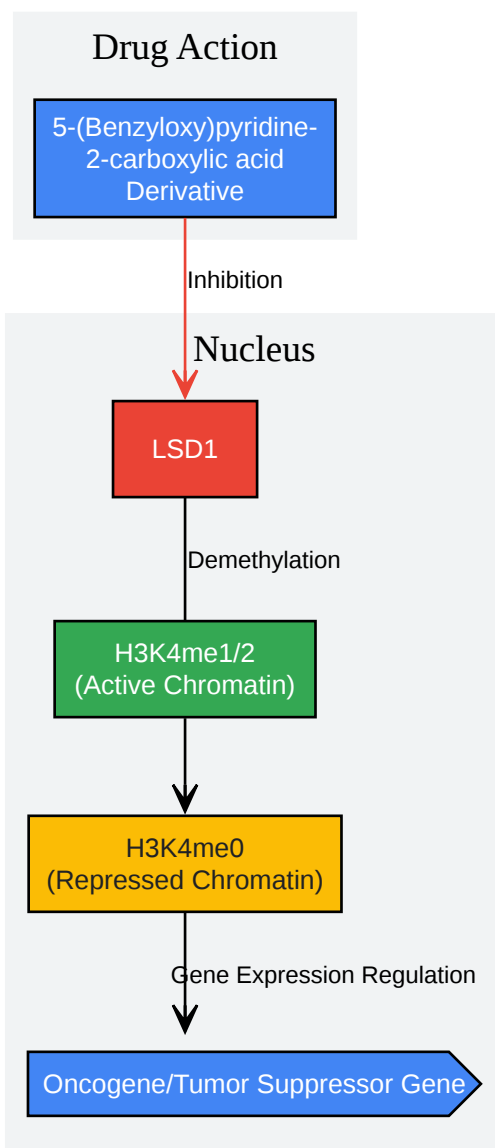 Drug Action
5-(Benzyloxy)pyridine-
2-carboxylic acid
Derivative
Inhibition
Nucleus
LSD1
Demethylation
H3K4me1/2
(Active Chromatin)
H3K4me0
(Repressed Chromatin)
Gene Expression Regulation
Oncogene/Tumor Suppressor Gene